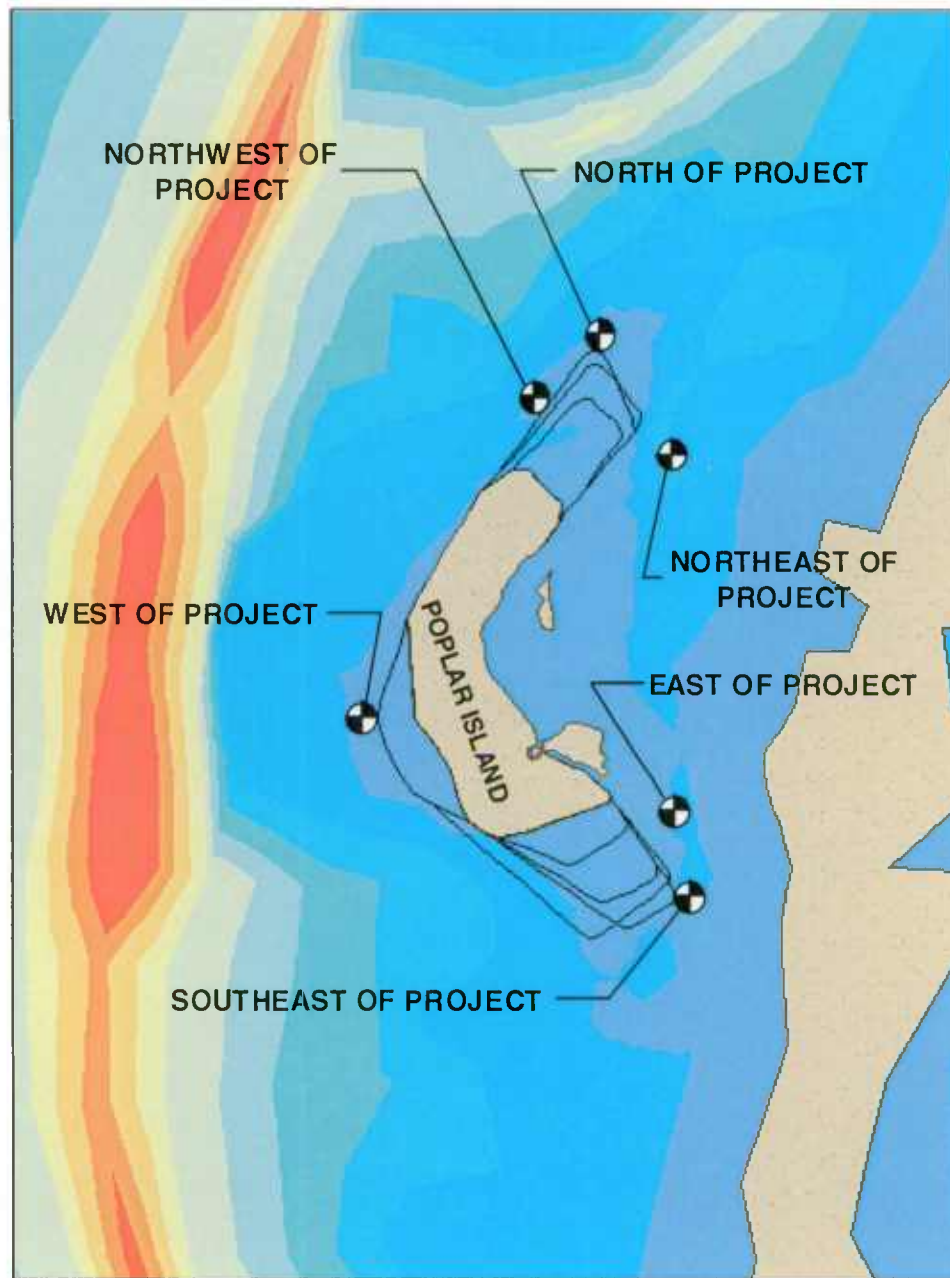 NORTHWEST OF
PROJECT
NORTH OF PROJECT
NORTHEAST OF
PROJECT
WEST OF PROJECT
POPLAR ISLAND
EAST OF PROJECT
SOUTHEAST OF PROJECT